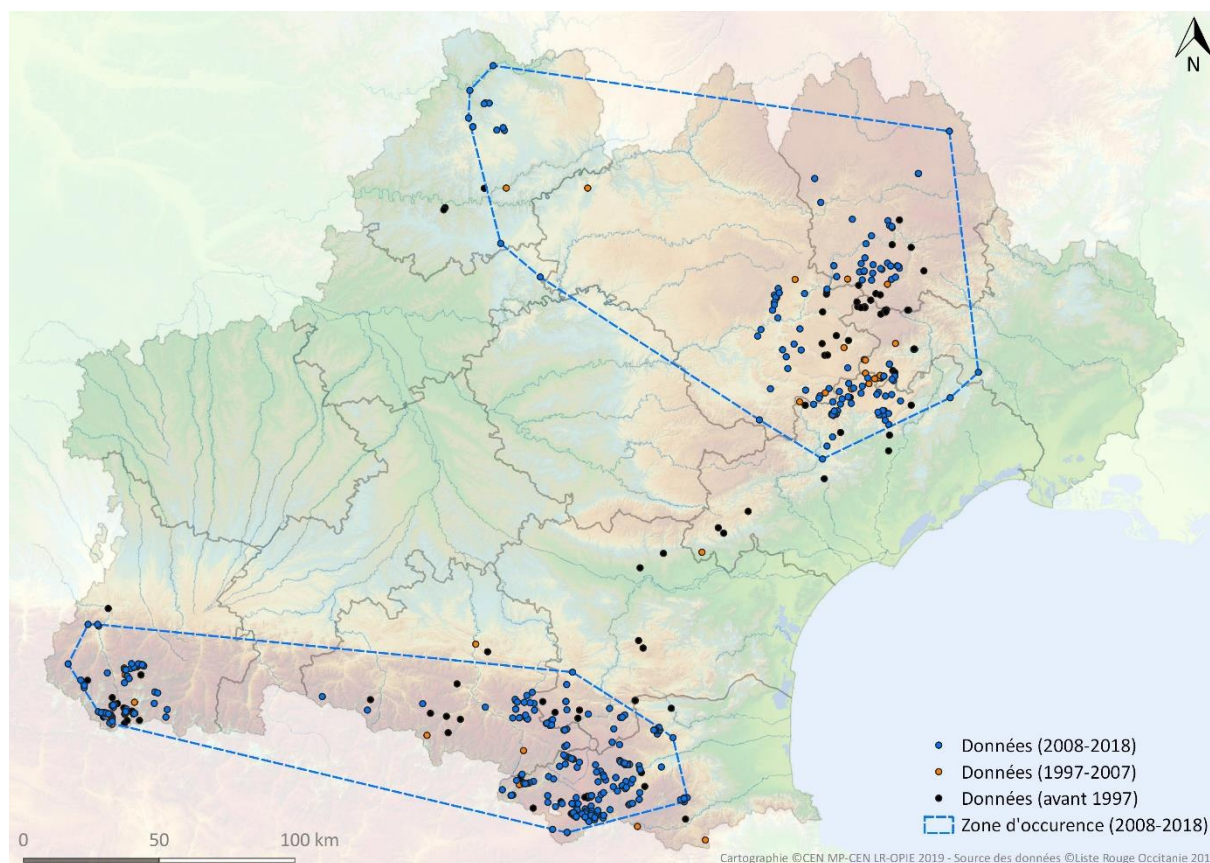 N
Données (2008-2018)
Données (1997-2007)
Données (avant 1997)
Zone d'occurence (2008-2018)
0 50 100 km
Cartographie ©CEN MP-CEN LR-OPIE 2019 - Source des données ©Liste Rouge Occitanie 201